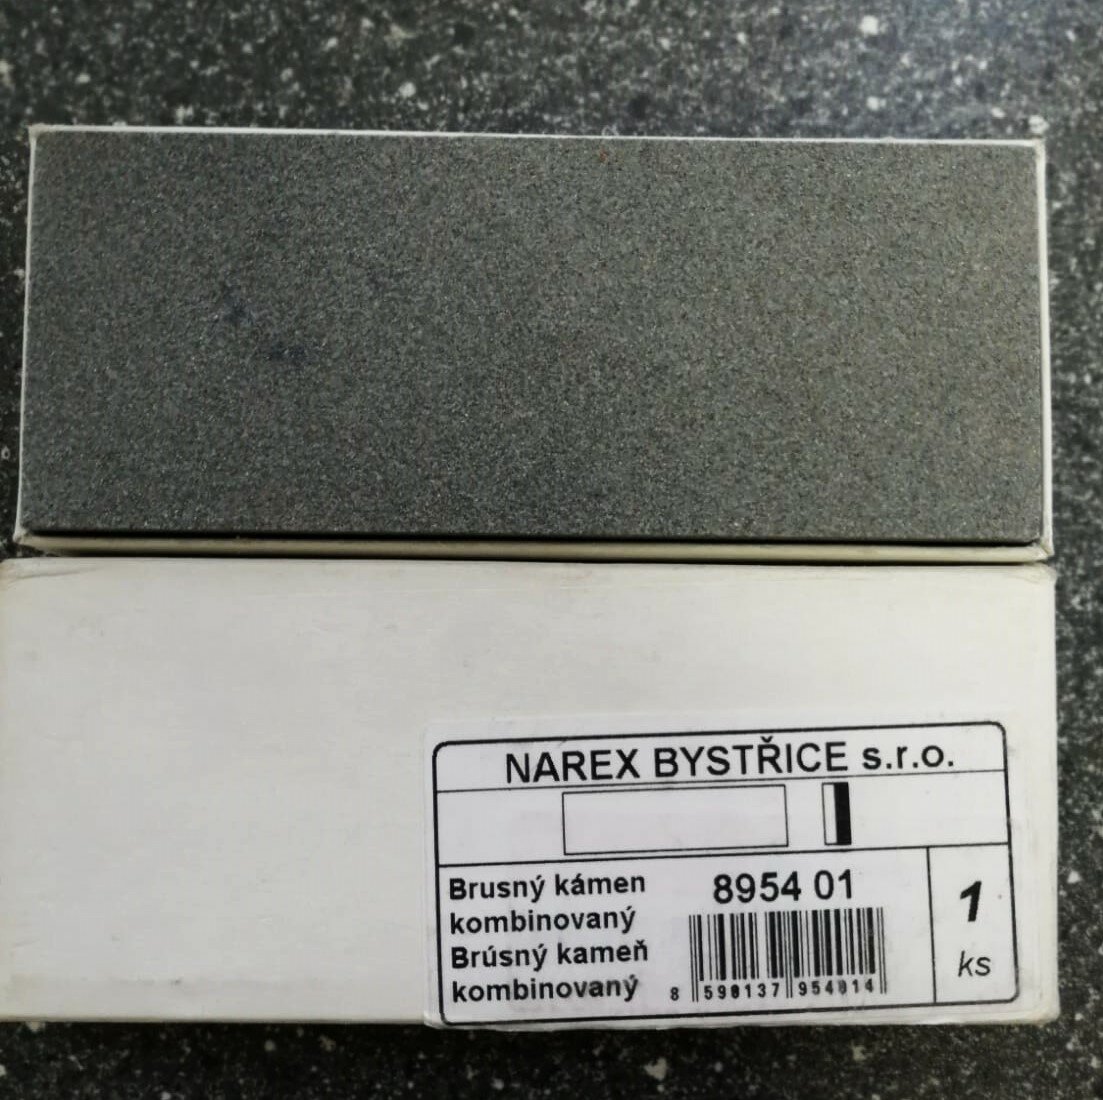 NAREX BYSTŘICE s.r.o.
Brusný kámen
kombinovaný
Brúsný kameň
kombinovaný
8954 01
8 590137 954014
1
ks